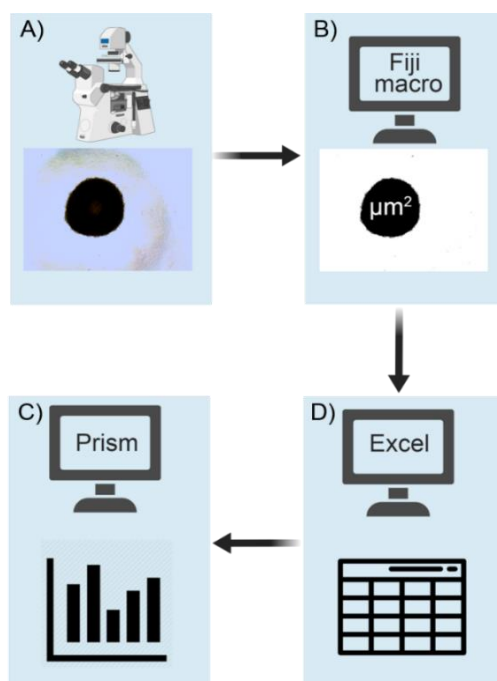 A)
B)
Fiji
macro
µm²
C)
Prism
D)
Excel